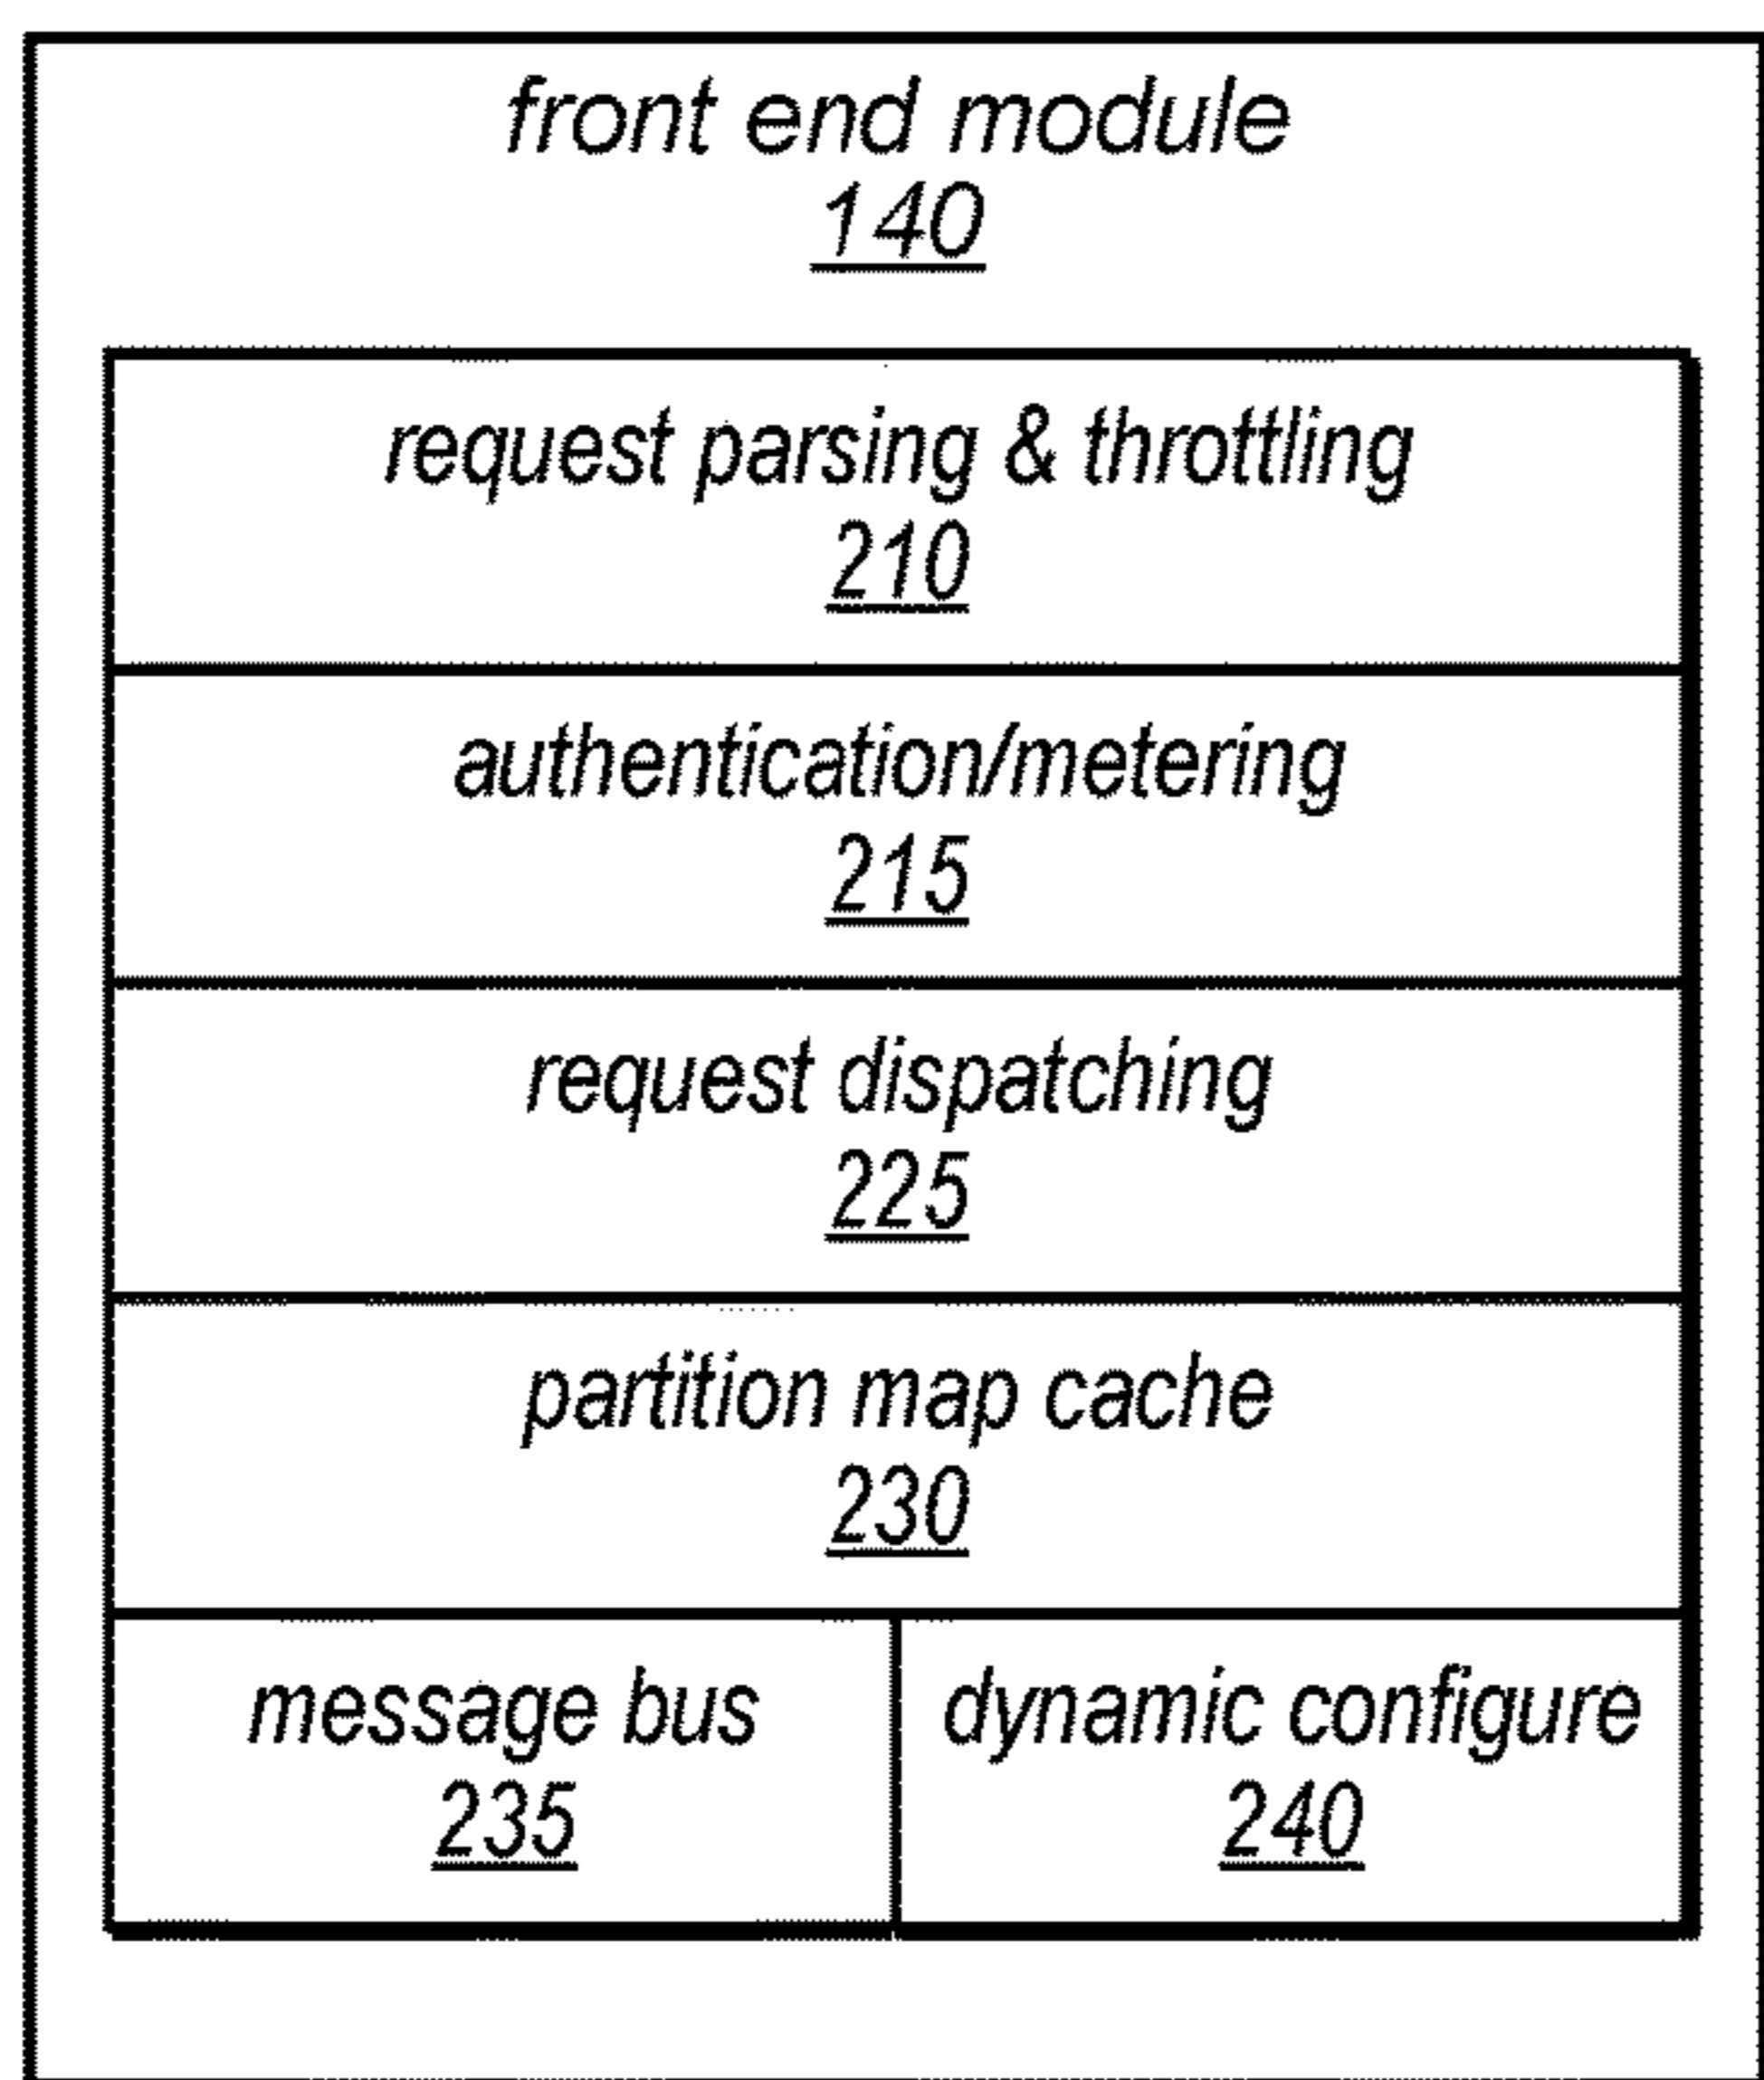 front end module
140
request parsing & throttling
210
authentication/metering
215
request dispatching
225
partition map cache
230
message bus
235
dynamic configure
240